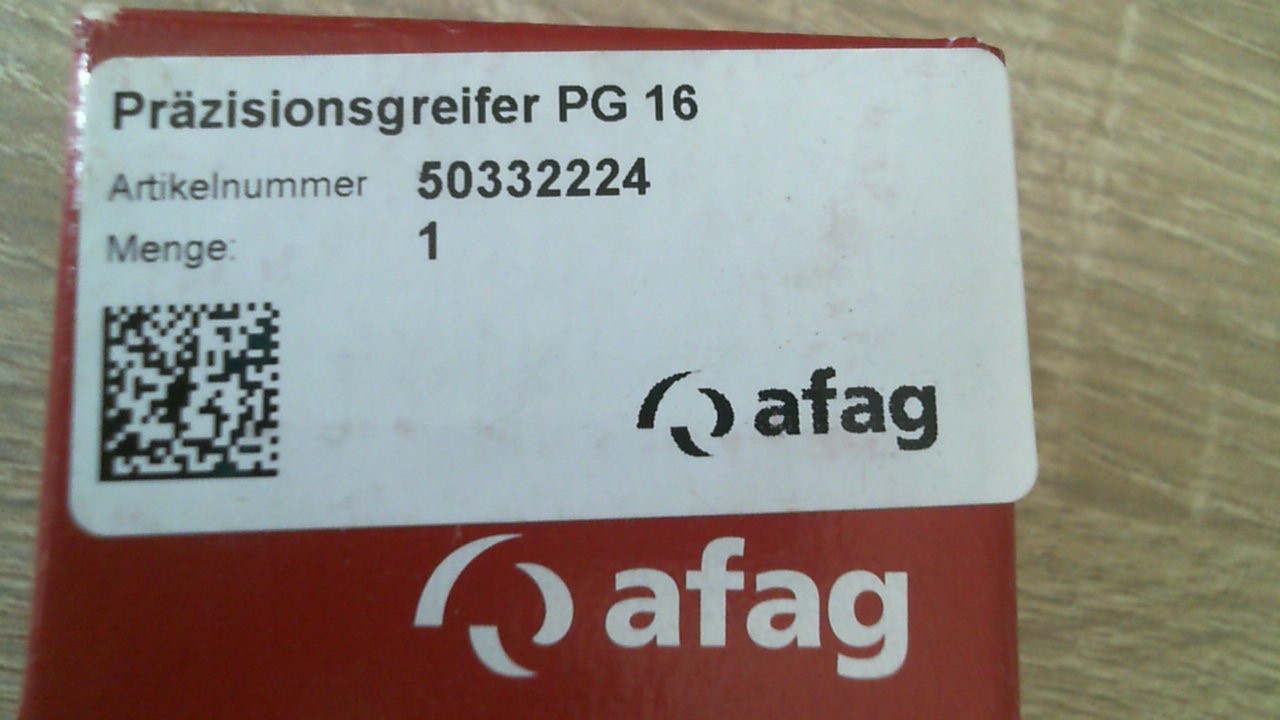 Präzisionsgreifer PG 16
Artikelnummer 50332224
Menge: 1
afag
afag